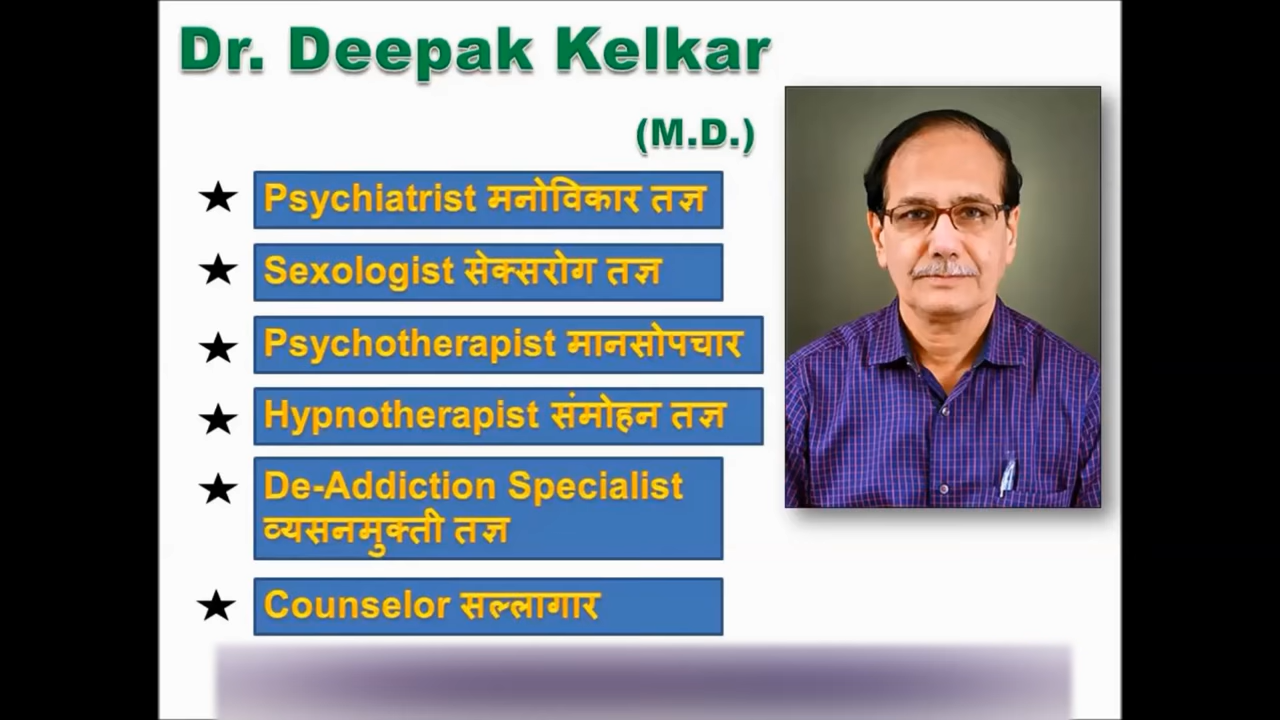 Dr. Deepak Kelkar
(M.D.)
Psychiatrist मनोविकार तज्ञ
Sexologist सेक्सरोग तज्ञ
Psychotherapist मानसोपचार
Hypnotherapist संमोहन तज्ञ
De-Addiction Specialist
व्यसनमुक्ती तज्ञ
Counselor सल्लागार